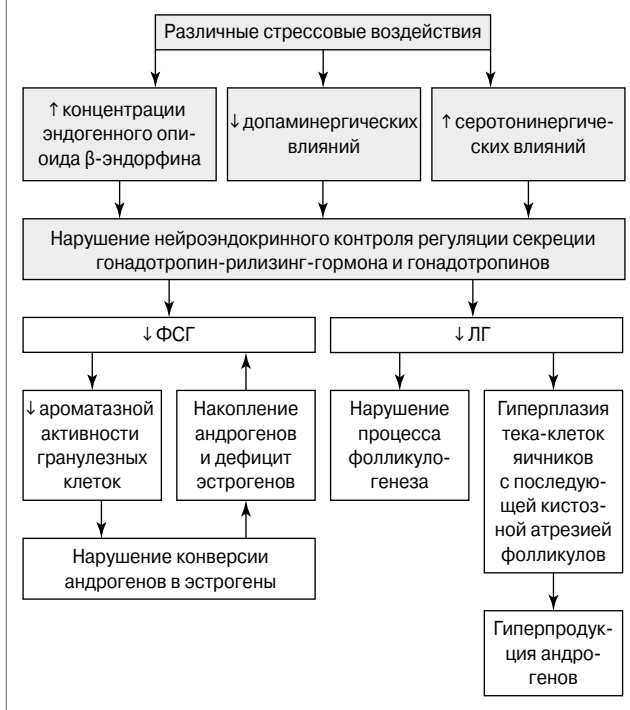 Различные стрессовые воздействия
↑ концентрации
эндогенного опи-
оида β-эндорфина
↓ допаминергических
влияний
↑ серотонинергиче-
ских влияний
Нарушение нейроэндокринного контроля регуляции секреции
гонадотропин-рилизинг-гормона и гонадотропинов
↓ ФСГ
↓ ЛГ
↓ ароматазной
активности
гранулезных
клеток
Накопление
андрогенов
и дефицит
эстрогенов
Нарушение
процесса
фолликуло-
генеза
Гиперплазия
тека-клеток
яичников
с последую-
щей кистоз-
ной атрезией
фолликулов
Нарушение конверсии
андрогенов в эстрогены
Гиперпродук-
ция андро-
генов